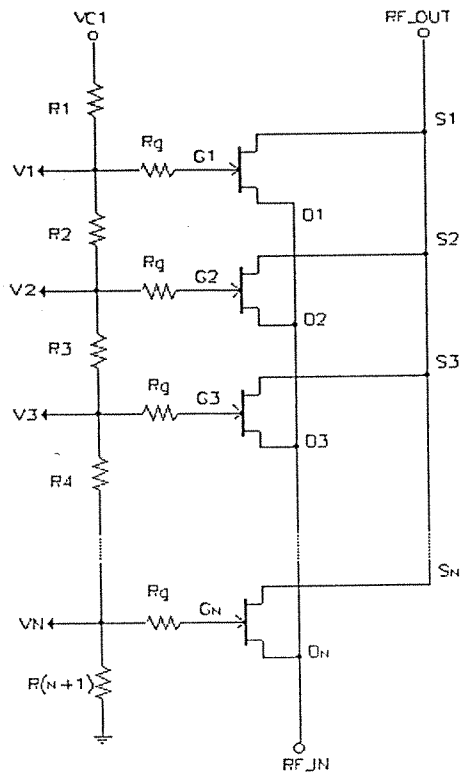 VC1
RF_OUT
R1
S1
Rg
G1
V1
D1
R2
S2
Rg
G2
V2
D2
R3
S3
Rg
G3
V3
D3
R4
SN
Rg
GN
VN
DN
R(N+1)
RF_IN